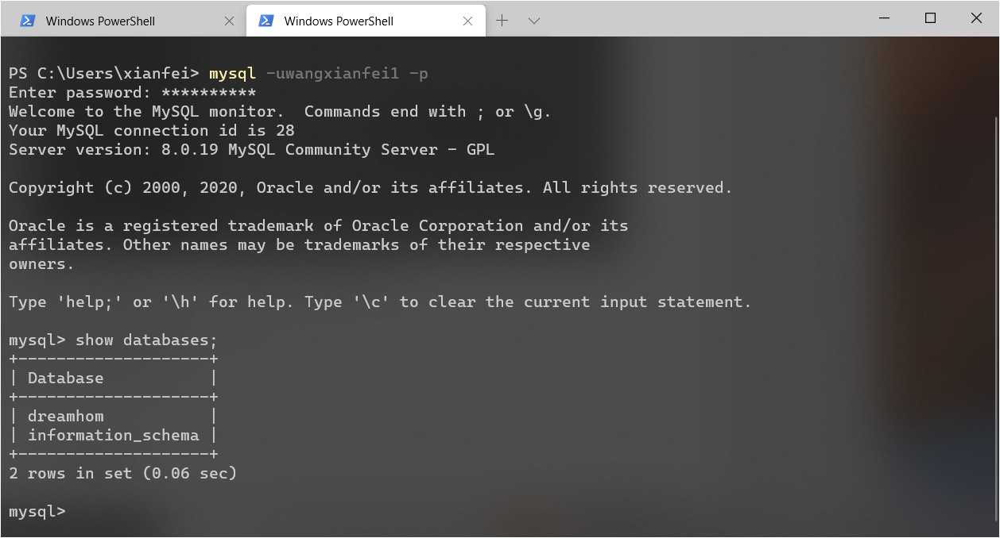 Windows PowerShell
Windows PowerShell
PS C:\Users\xianfei> mysql -uwangxianfei1 -p
Enter password: **********
Welcome to the MySQL monitor.  Commands end with ; or \g.
Your MySQL connection id is 28
Server version: 8.0.19 MySQL Community Server - GPL
Copyright (c) 2000, 2020, Oracle and/or its affiliates. All rights reserved.
Oracle is a registered trademark of Oracle Corporation and/or its
affiliates. Other names may be trademarks of their respective
owners.
Type 'help;' or '\h' for help. Type '\c' to clear the current input statement.
mysql> show databases;
+--------------------+
| Database           |
+--------------------+
| dreamhom           |
| information_schema |
+--------------------+
2 rows in set (0.06 sec)
mysql>